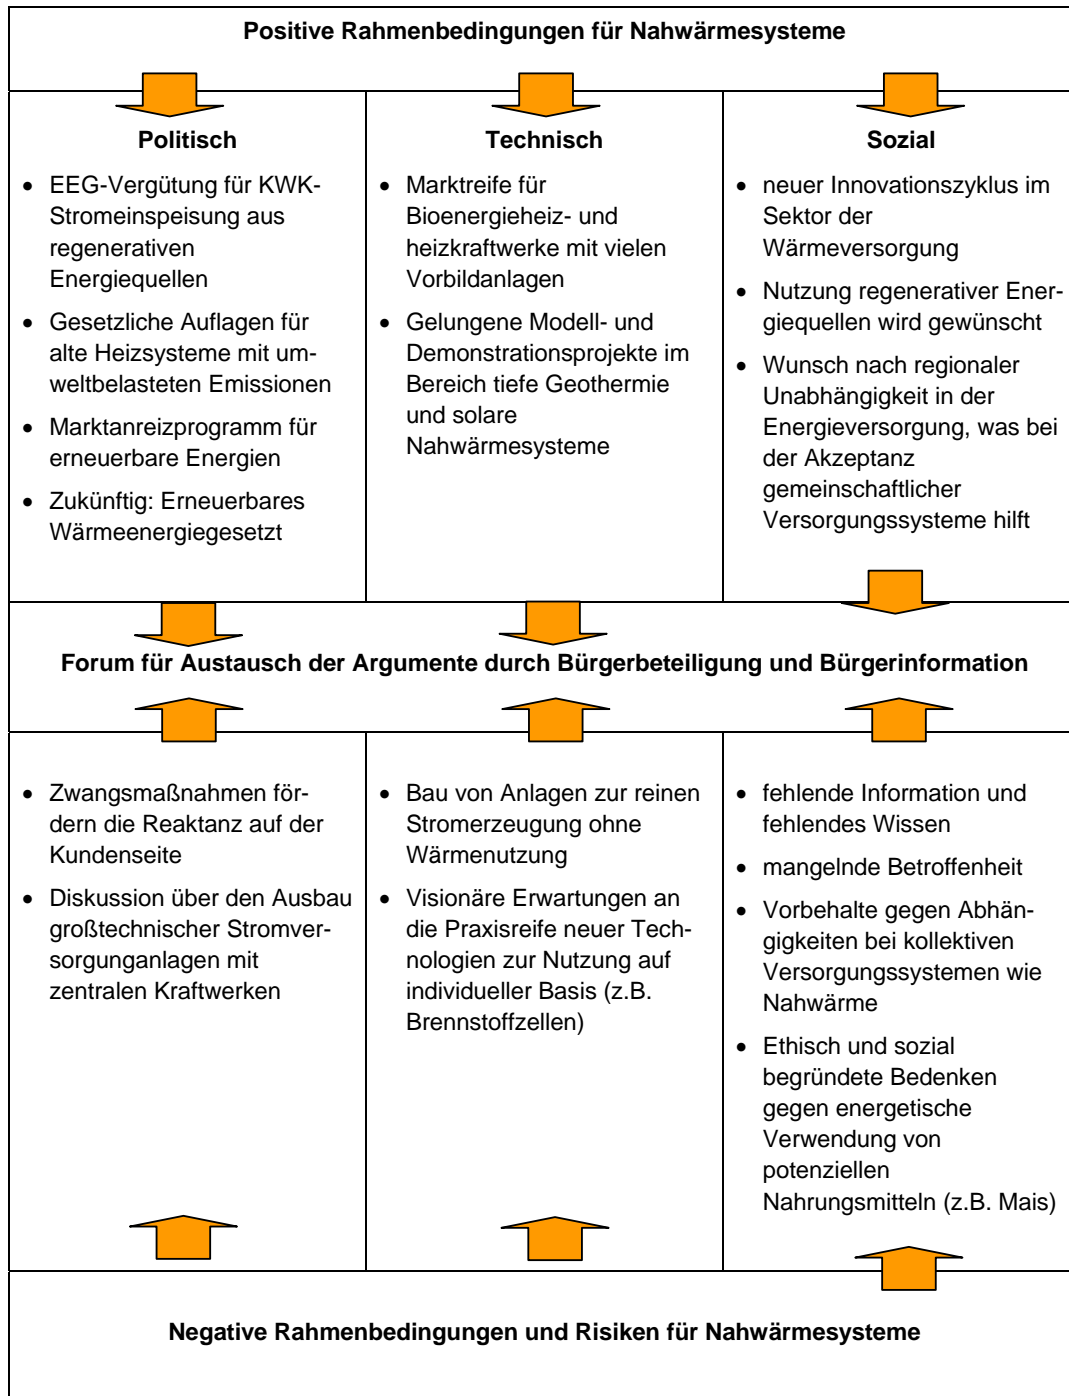 Positive Rahmenbedingungen für Nahwärmesysteme
Politisch
• EEG-Vergütung für KWK-
Stromeinspeisung aus
regenerativen
Energiequellen
• Gesetzliche Auflagen für
alte Heizsysteme mit um-
weltbelasteten Emissionen
• Marktanreizprogramm für
erneuerbare Energien
• Zukünftig: Erneuerbares
Wärmeenergiegesetzt
Technisch
• Marktreife für
Bioenergieheiz- und
heizkraftwerke mit vielen
Vorbildanlagen
• Gelungene Modell- und
Demonstrationsprojekte im
Bereich tiefe Geothermie
und solare
Nahwärmesysteme
Sozial
• neuer Innovationszyklus im
Sektor der
Wärmeversorgung
• Nutzung regenerativer Ener-
giequellen wird gewünscht
• Wunsch nach regionaler
Unabhängigkeit in der
Energieversorgung, was bei
der Akzeptanz
gemeinschaftlicher
Versorgungssysteme hilft
Forum für Austausch der Argumente durch Bürgerbeteiligung und Bürgerinformation
• Zwangsmaßnahmen för-
dern die Reaktanz auf der
Kundenseite
• Diskussion über den Ausbau
großtechnischer Stromver-
sorgunganlagen mit
zentralen Kraftwerken
• Bau von Anlagen zur reinen
Stromerzeugung ohne
Wärmenutzung
• Visionäre Erwartungen an
die Praxisreife neuer Tech-
nologien zur Nutzung auf
individueller Basis (z.B.
Brennstoffzellen)
• fehlende Information und
fehlendes Wissen
• mangelnde Betroffenheit
• Vorbehalte gegen Abhän-
gigkeiten bei kollektiven
Versorgungssystemen wie
Nahwärme
• Ethisch und sozial
begründete Bedenken
gegen energetische
Verwendung von
potenziellen
Nahrungsmitteln (z.B. Mais)
Negative Rahmenbedingungen und Risiken für Nahwärmesysteme